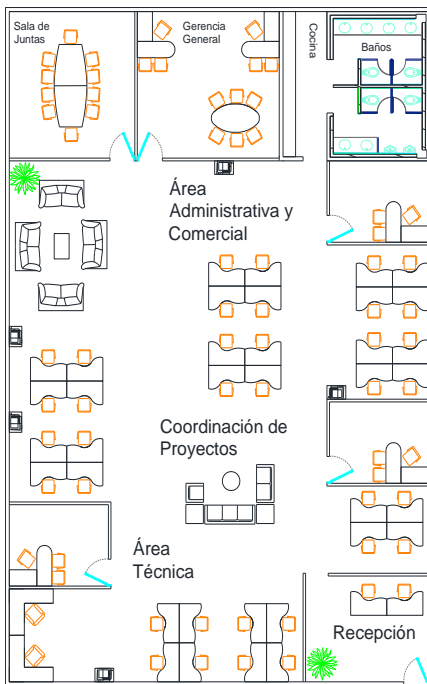 Sala de
Juntas
Gerencia
General
Cocina
Baños
Área
Administrativa y
Comercial
Coordinación de
Proyectos
Área
Técnica
Recepción